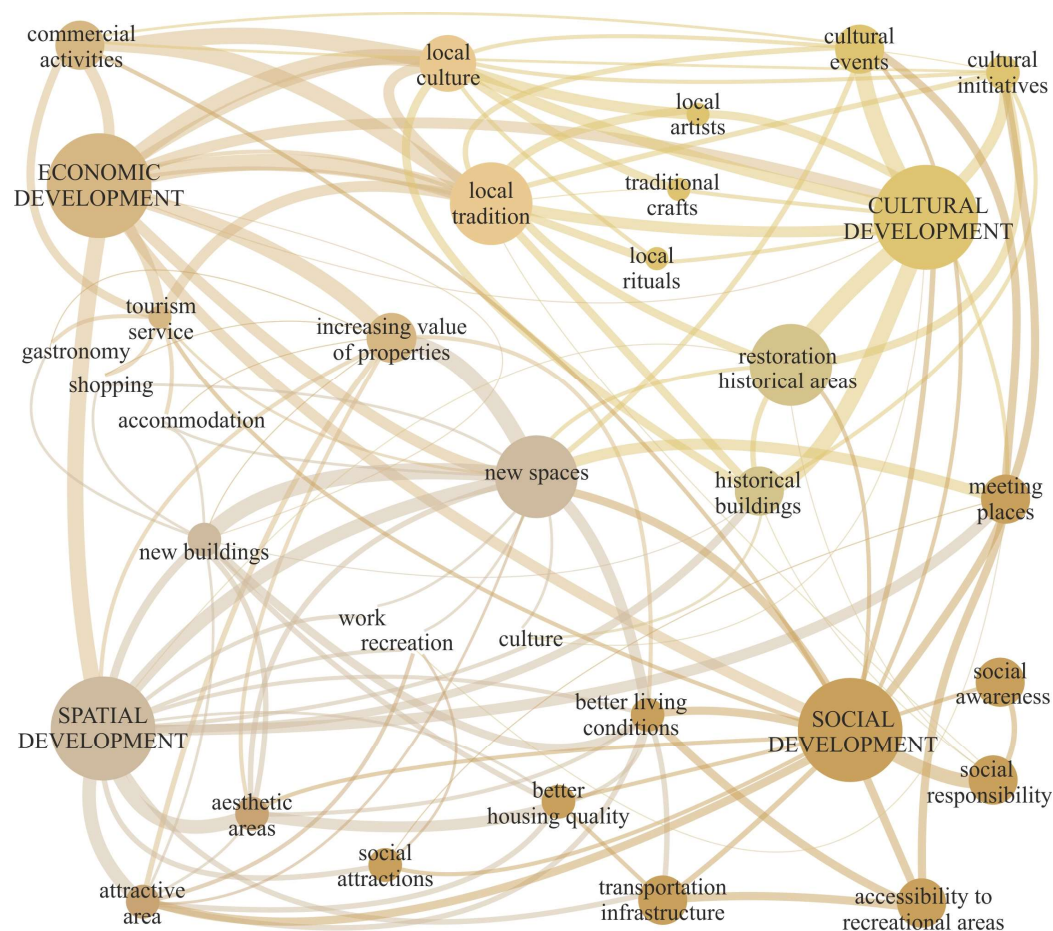 commercial
activities
local
culture
cultural
events
cultural
initiatives
local
artists
ECONOMIC
DEVELOPMENT
local
tradition
traditional
crafts
CULTURAL
DEVELOPMENT
local
rituals
tourism
service
increasing value
of properties
gastronomy
shopping
accommodation
restoration
historical areas
new spaces
historical
buildings
meeting
places
new buildings
work
recreation
culture
SPATIAL
DEVELOPMENT
better living
conditions
SOCIAL
DEVELOPMENT
social
awareness
social
responsibility
aesthetic
areas
better
housing quality
social
attractions
attractive
area
transportation
infrastructure
accessibility to
recreational areas